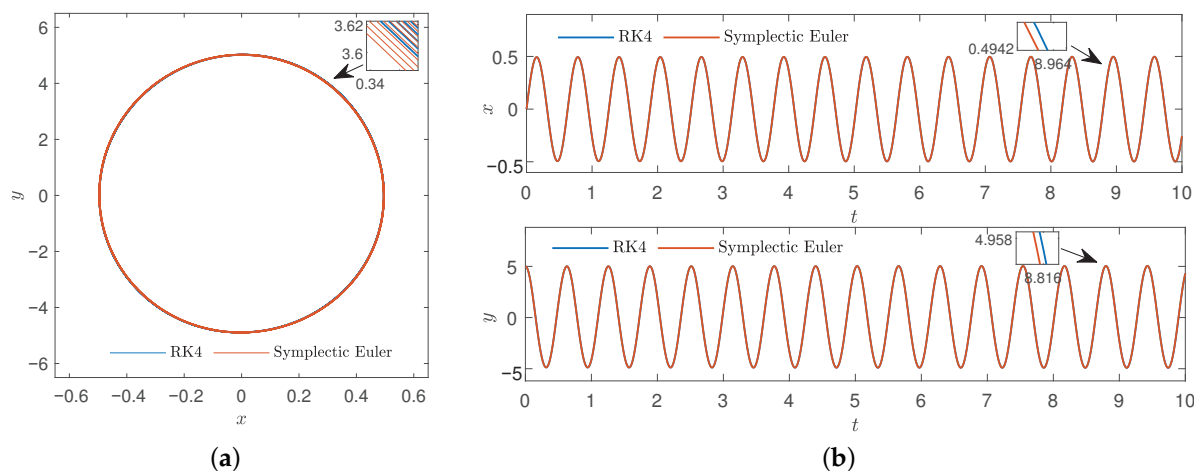 6
4
2
0
−2
−4
−6
y
3.62
3.6
0.34
RK4 Symplectic Euler
−0.6 −0.4 −0.2 0 0.2 0.4 0.6
x
(a)
RK4 Symplectic Euler
0.4942
8.964
0.5
0
−0.5
x
0 1 2 3 4 5 6 7 8 9 10
t
RK4 Symplectic Euler
4.958
8.816
5
0
-5
y
0 1 2 3 4 5 6 7 8 9 10
t
(b)